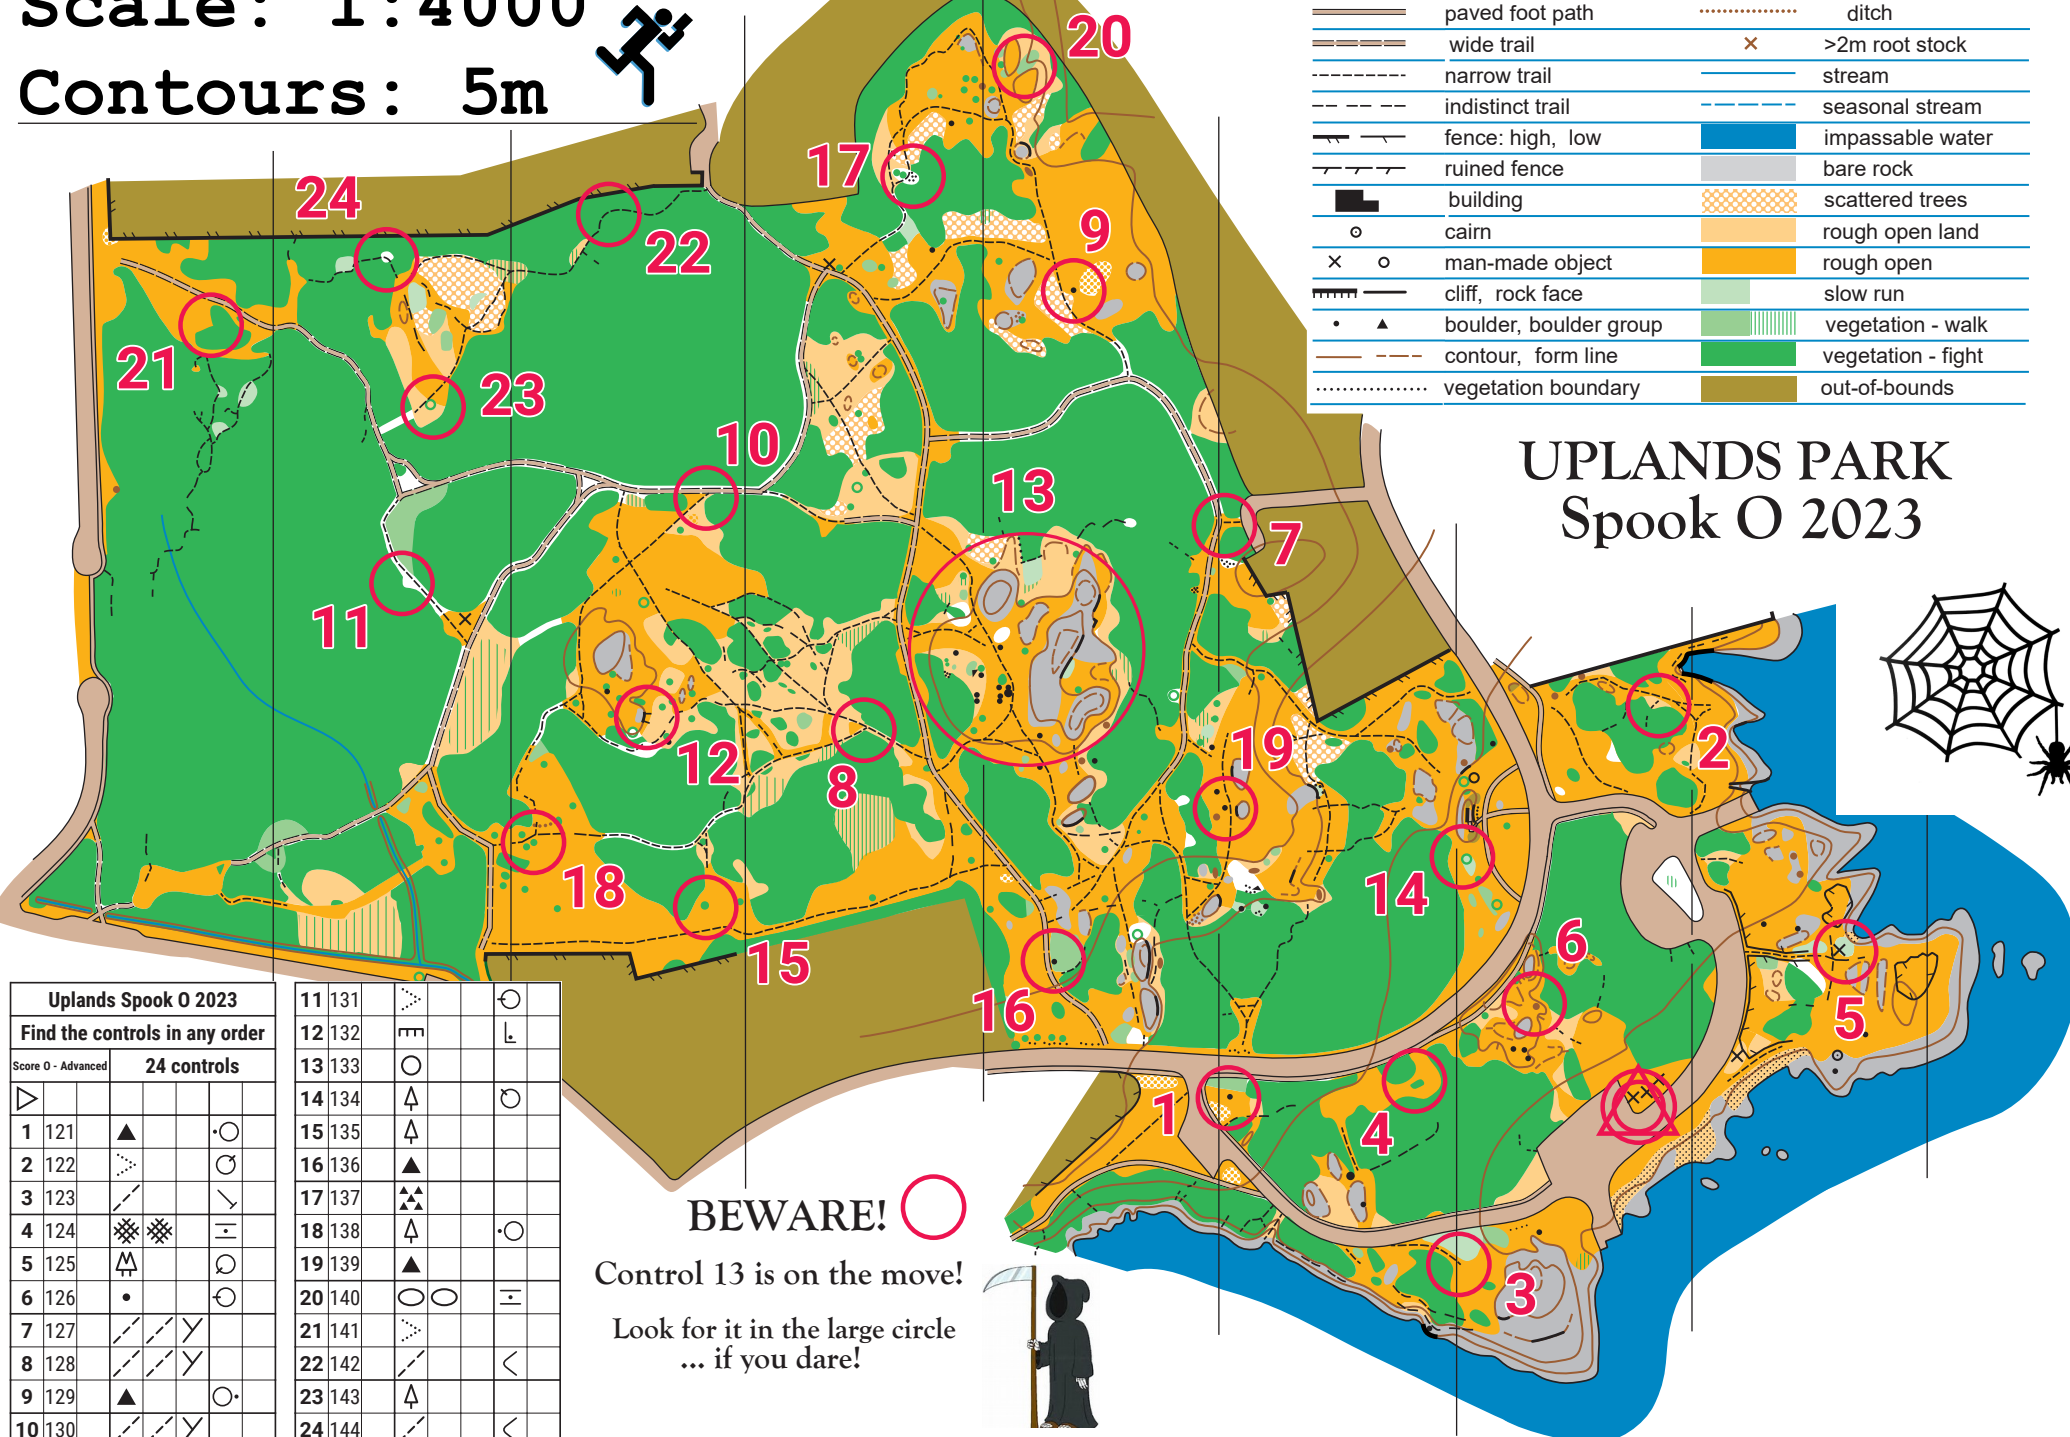 Scale: 1:4000
Contours: 5m
paved foot path
ditch
wide trail
>2m root stock
narrow trail
stream
indistinct trail
seasonal stream
fence: high, low
impassable water
ruined fence
bare rock
building
scattered trees
cairn
rough open land
man-made object
rough open
cliff, rock face
slow run
boulder, boulder group
vegetation - walk
contour, form line
vegetation - fight
vegetation boundary
out-of-bounds
UPLANDS PARK
Spook O 2023
20
17
24
22
9
21
23
10
13
7
11
12
8
19
2
18
14
15
16
6
5
1
4
3
BEWARE!
Control 13 is on the move!
Look for it in the large circle
... if you dare!
Uplands Spook O 2023
Find the controls in any order
Score O - Advanced 24 controls
1 121
2 122
3 123
4 124
5 125
6 126
7 127
8 128
9 129
10 130
11 131
12 132
13 133
14 134
15 135
16 136
17 137
18 138
19 139
20 140
21 141
22 142
23 143
24 144